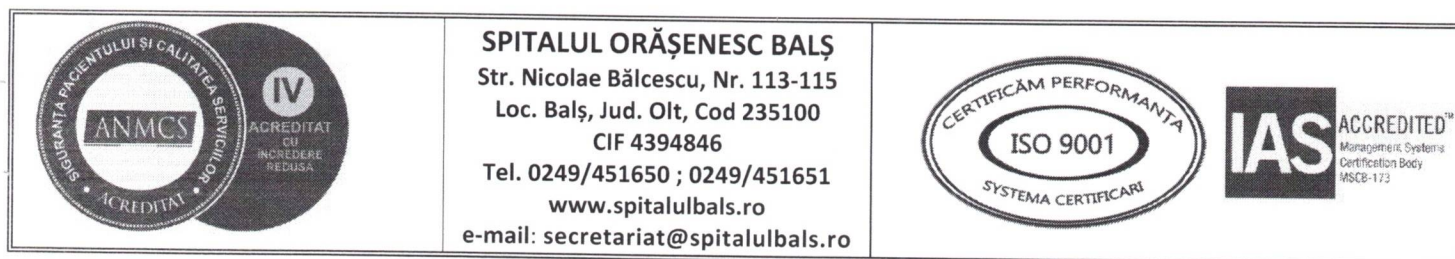 SIGURANȚA PACIENTULUI ȘI CALITATEA SERVICIILOR
ANMCS
• ACREDITAT •
IV
ACREDITAT
CU
INCREDERE
REDUSA
SPITALUL ORĂȘENESC BALȘ
Str. Nicolae Bălcescu, Nr. 113-115
Loc. Balș, Jud. Olt, Cod 235100
CIF 4394846
Tel. 0249/451650 ; 0249/451651
www.spitalulbals.ro
e-mail: secretariat@spitalulbals.ro
CERTIFICĂM PERFORMANȚA
ISO 9001
SYSTEMA CERTIFICARI
IAS
ACCREDITED™
Management Systems
Certification Body
MSCB-173